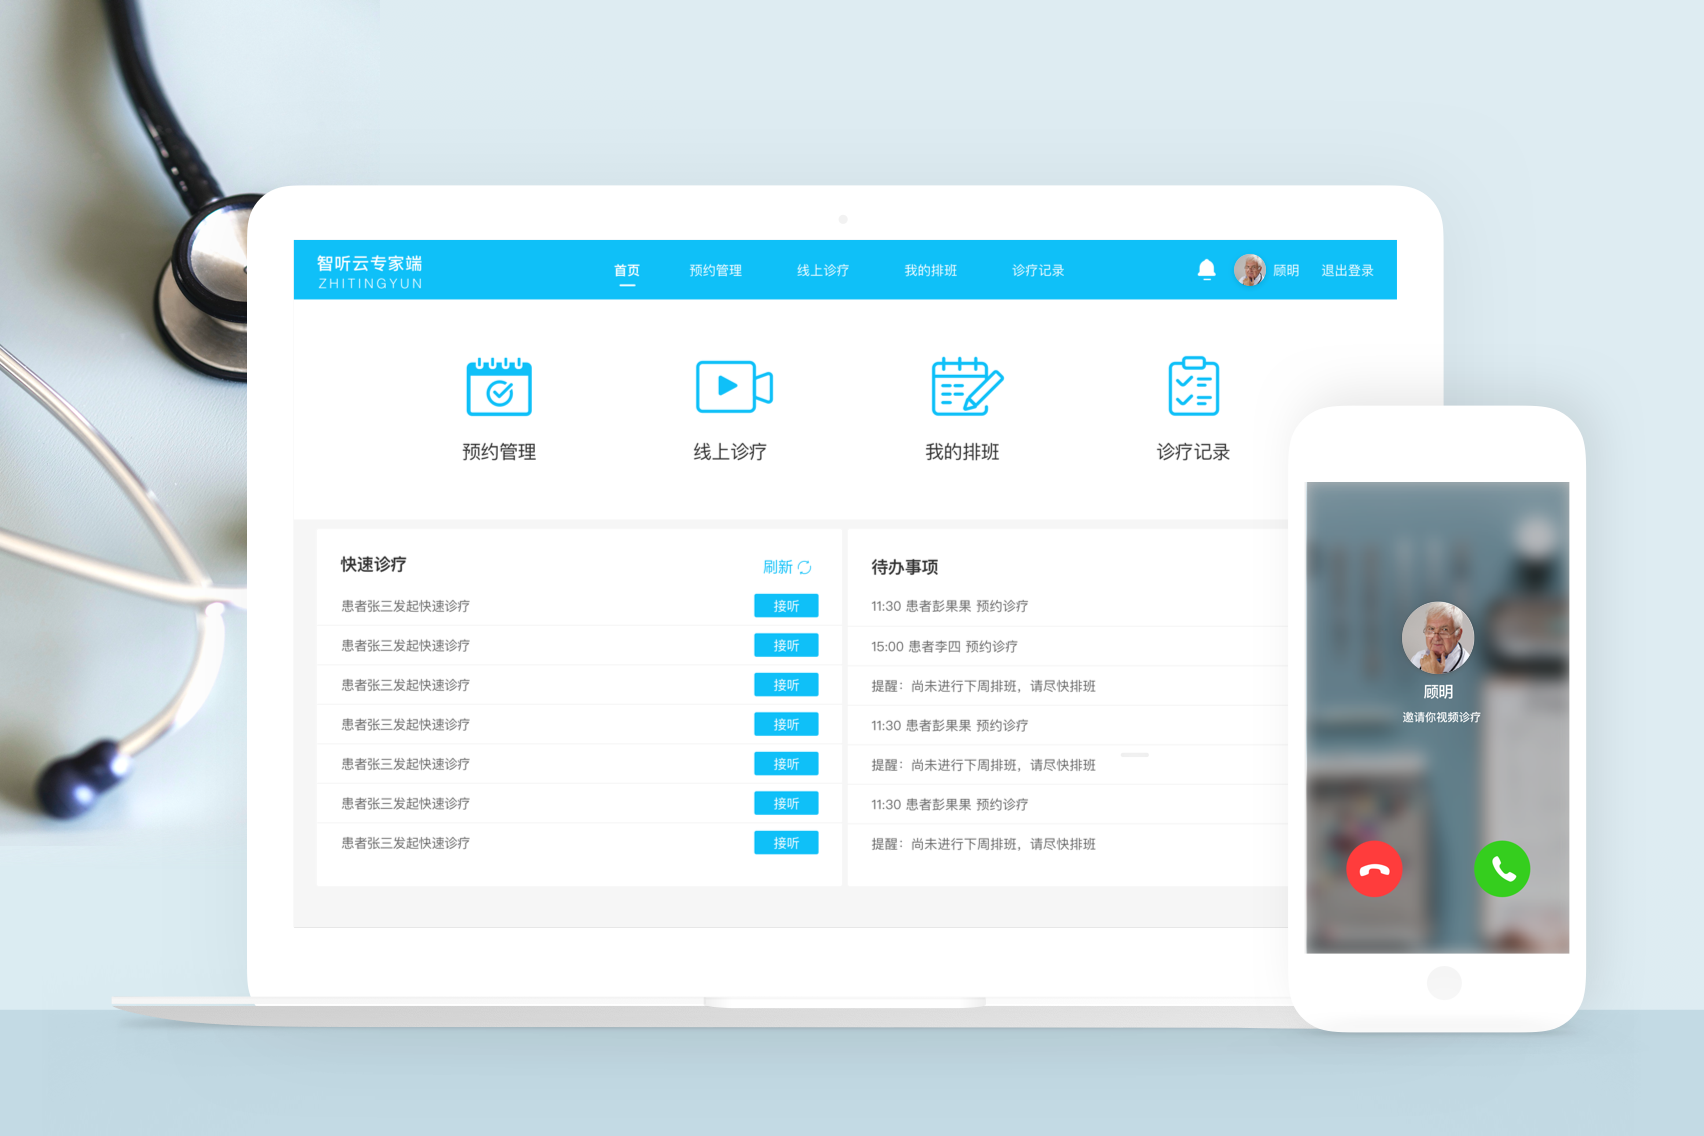 智听云专家端
ZHITINGYUN
首页 预约管理 线上诊疗 我的排班 诊疗记录 顾明 退出登录
预约管理 线上诊疗 我的排班 诊疗记录
快速诊疗 刷新
患者张三发起快速诊疗 接听
患者张三发起快速诊疗 接听
患者张三发起快速诊疗 接听
患者张三发起快速诊疗 接听
患者张三发起快速诊疗 接听
患者张三发起快速诊疗 接听
患者张三发起快速诊疗 接听
待办事项
11:30 患者彭果果 预约诊疗
15:00 患者李四 预约诊疗
提醒：尚未进行下周排班，请尽快排班
11:30 患者彭果果 预约诊疗
提醒：尚未进行下周排班，请尽快排班
11:30 患者彭果果 预约诊疗
提醒：尚未进行下周排班，请尽快排班
顾明
邀请你视频诊疗